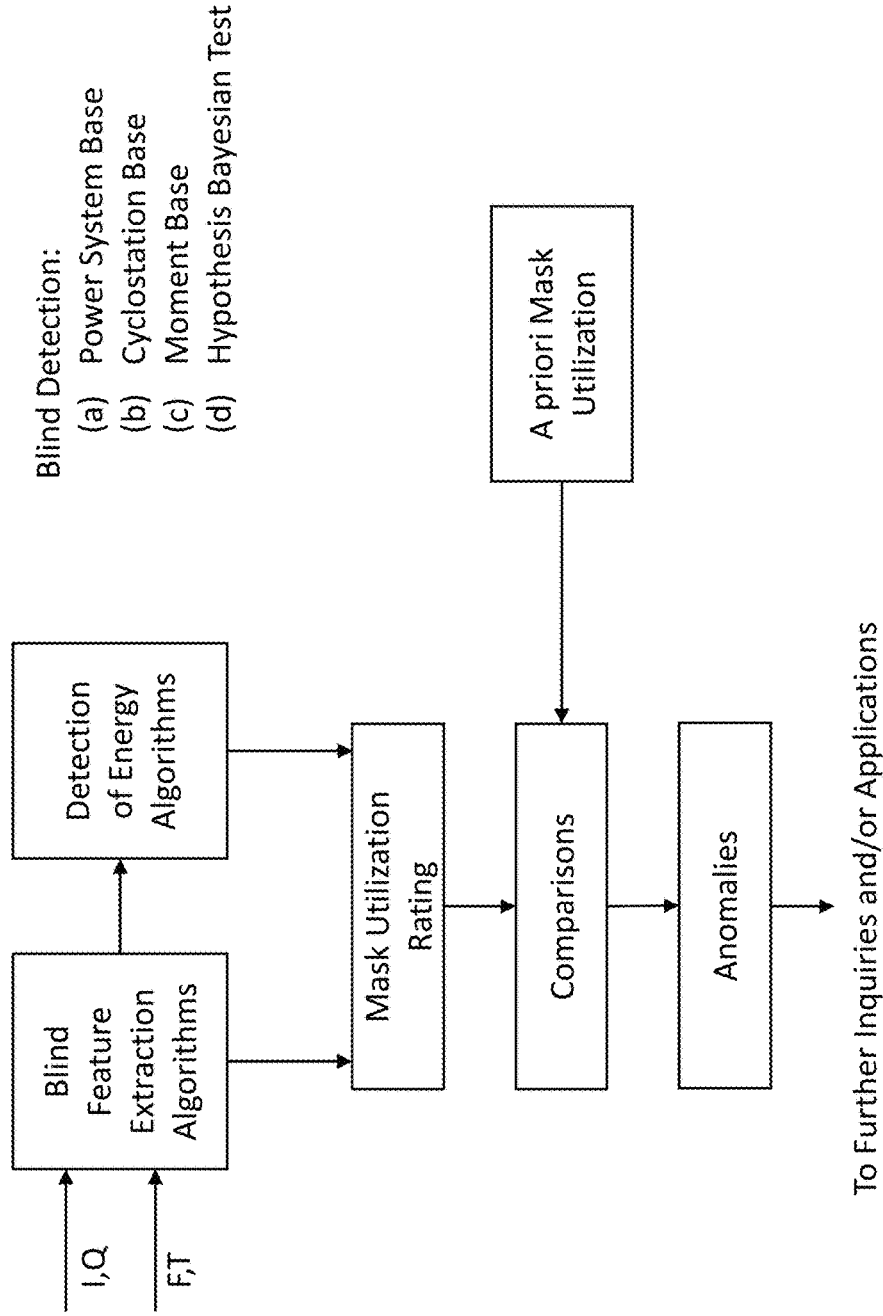 I,Q
F,T
Blind
Feature
Extraction
Algorithms
Detection
of Energy
Algorithms
Blind Detection:
(a) Power System Base
(b) Cyclostation Base
(c) Moment Base
(d) Hypothesis Bayesian Test
Mask Utilization
Rating
Comparisons
A priori Mask
Utilization
Anomalies
To Further Inquiries and/or Applications